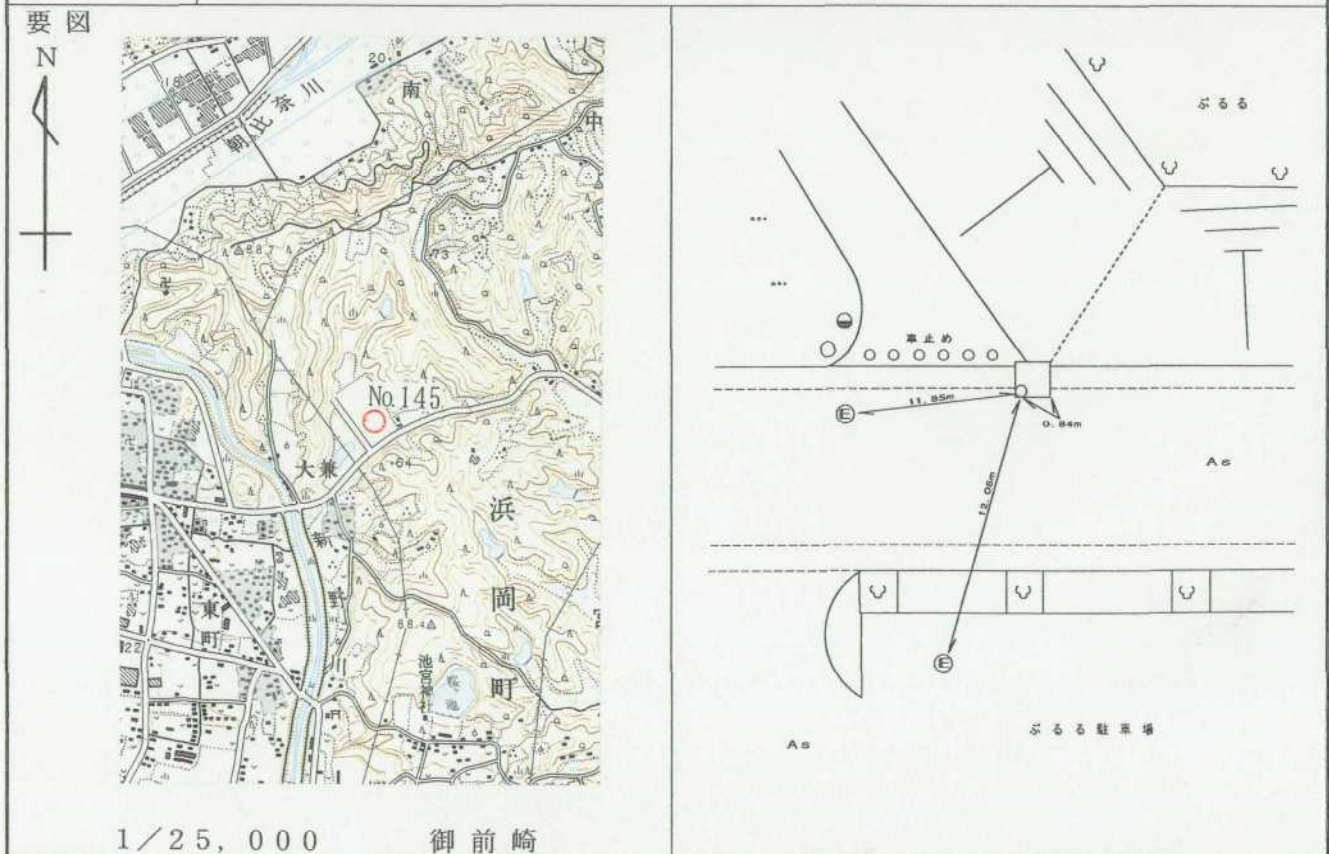 要図
N
20
南
中
朝比奈川
88.7
73
No.145
64
大兼
浜岡町
新野川
東町
88.4
22
池宮神社
桜ヶ池
1/25,000 御前崎
ぷるる
車止め
11.85m
E
0.84m
As
12.06m
E
ぷるる駐車場
As